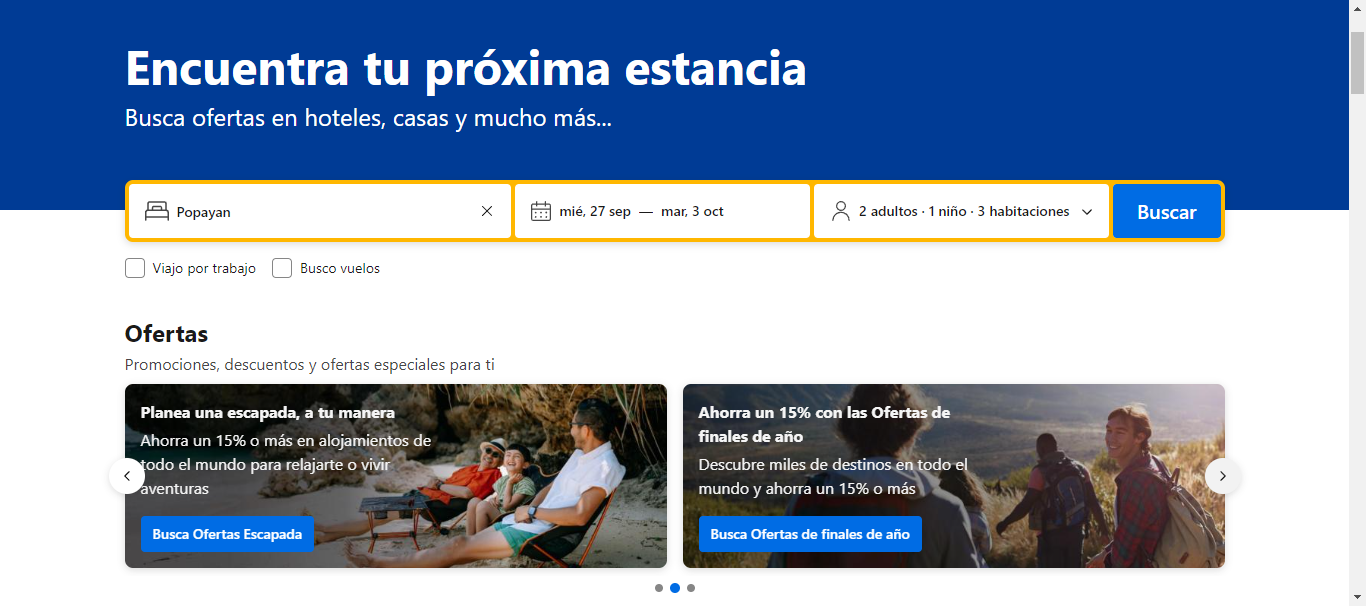 Encuentra tu próxima estancia
Busca ofertas en hoteles, casas y mucho más...
Popayan
mié, 27 sep — mar, 3 oct
2 adultos · 1 niño · 3 habitaciones
Buscar
Viajo por trabajo
Busco vuelos
Ofertas
Promociones, descuentos y ofertas especiales para ti
Planea una escapada, a tu manera
Ahorra un 15% o más en alojamientos de
todo el mundo para relajarte o vivir
aventuras
Busca Ofertas Escapada
Ahorra un 15% con las Ofertas de
finales de año
Descubre miles de destinos en todo el
mundo y ahorra un 15% o más
Busca Ofertas de finales de año